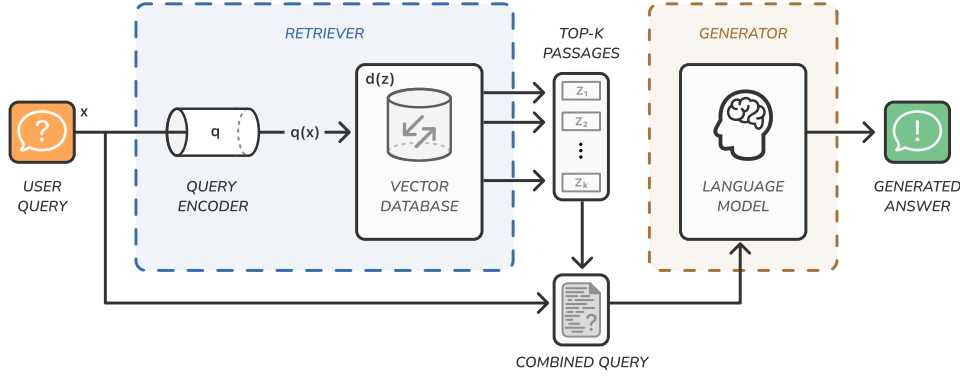 RETRIEVER
TOP-K
PASSAGES
GENERATOR
d(z)
x
?
q
q(x)
z₁
z₂
zₖ
!
USER
QUERY
QUERY
ENCODER
VECTOR
DATABASE
LANGUAGE
MODEL
GENERATED
ANSWER
?
COMBINED QUERY